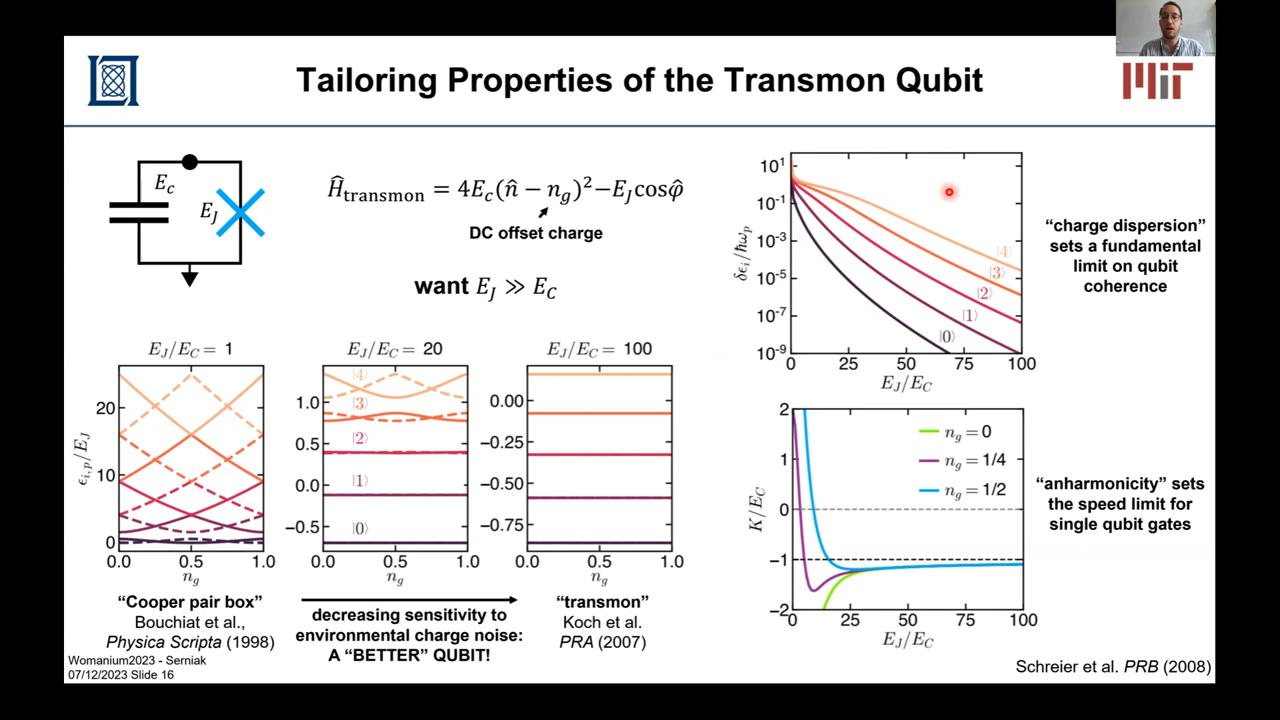 Tailoring Properties of the Transmon Qubit
MIT
E_c
E_J
Ĥ_transmon = 4E_c(n̂ − n_g)²−E_J cosφ̂
DC offset charge
want E_J ≫ E_C
E_J/E_C = 1
E_J/E_C = 20
E_J/E_C = 100
ϵ_{i,p}/E_J
20
10
0
0.0 0.5 1.0
n_g
1.0
0.5
0.0
−0.5
|4⟩
|3⟩
|2⟩
|1⟩
|0⟩
0.0 0.5 1.0
n_g
0.00
−0.25
−0.50
−0.75
0.0 0.5 1.0
n_g
“Cooper pair box”
Bouchiat et al.,
Physica Scripta (1998)
decreasing sensitivity to
environmental charge noise:
A “BETTER” QUBIT!
“transmon”
Koch et al.
PRA (2007)
δϵ_i/ℏω_p
10¹
10⁻¹
10⁻³
10⁻⁵
10⁻⁷
10⁻⁹
|4⟩
|3⟩
|2⟩
|1⟩
|0⟩
0 25 50 75 100
E_J/E_C
“charge dispersion”
sets a fundamental
limit on qubit
coherence
K/E_C
2
1
0
−1
−2
n_g = 0
n_g = 1/4
n_g = 1/2
0 25 50 75 100
E_J/E_C
“anharmonicity” sets
the speed limit for
single qubit gates
Womanium2023 - Serniak
07/12/2023 Slide 16
Schreier et al. PRB (2008)